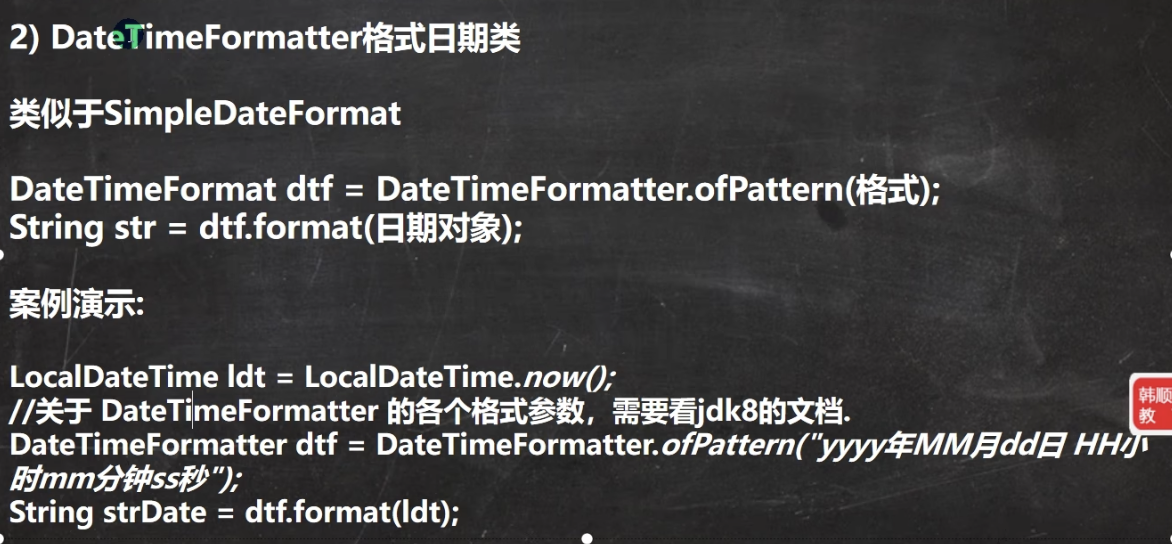 2) DateTimeFormatter格式日期类
类似于SimpleDateFormat
DateTimeFormat dtf = DateTimeFormatter.ofPattern(格式);
String str = dtf.format(日期对象);
案例演示:
LocalDateTime ldt = LocalDateTime.now();
//关于 DateTimeFormatter 的各个格式参数，需要看jdk8的文档.
DateTimeFormatter dtf = DateTimeFormatter.ofPattern("yyyy年MM月dd日 HH小
时mm分钟ss秒");
String strDate = dtf.format(ldt);
韩顺
教